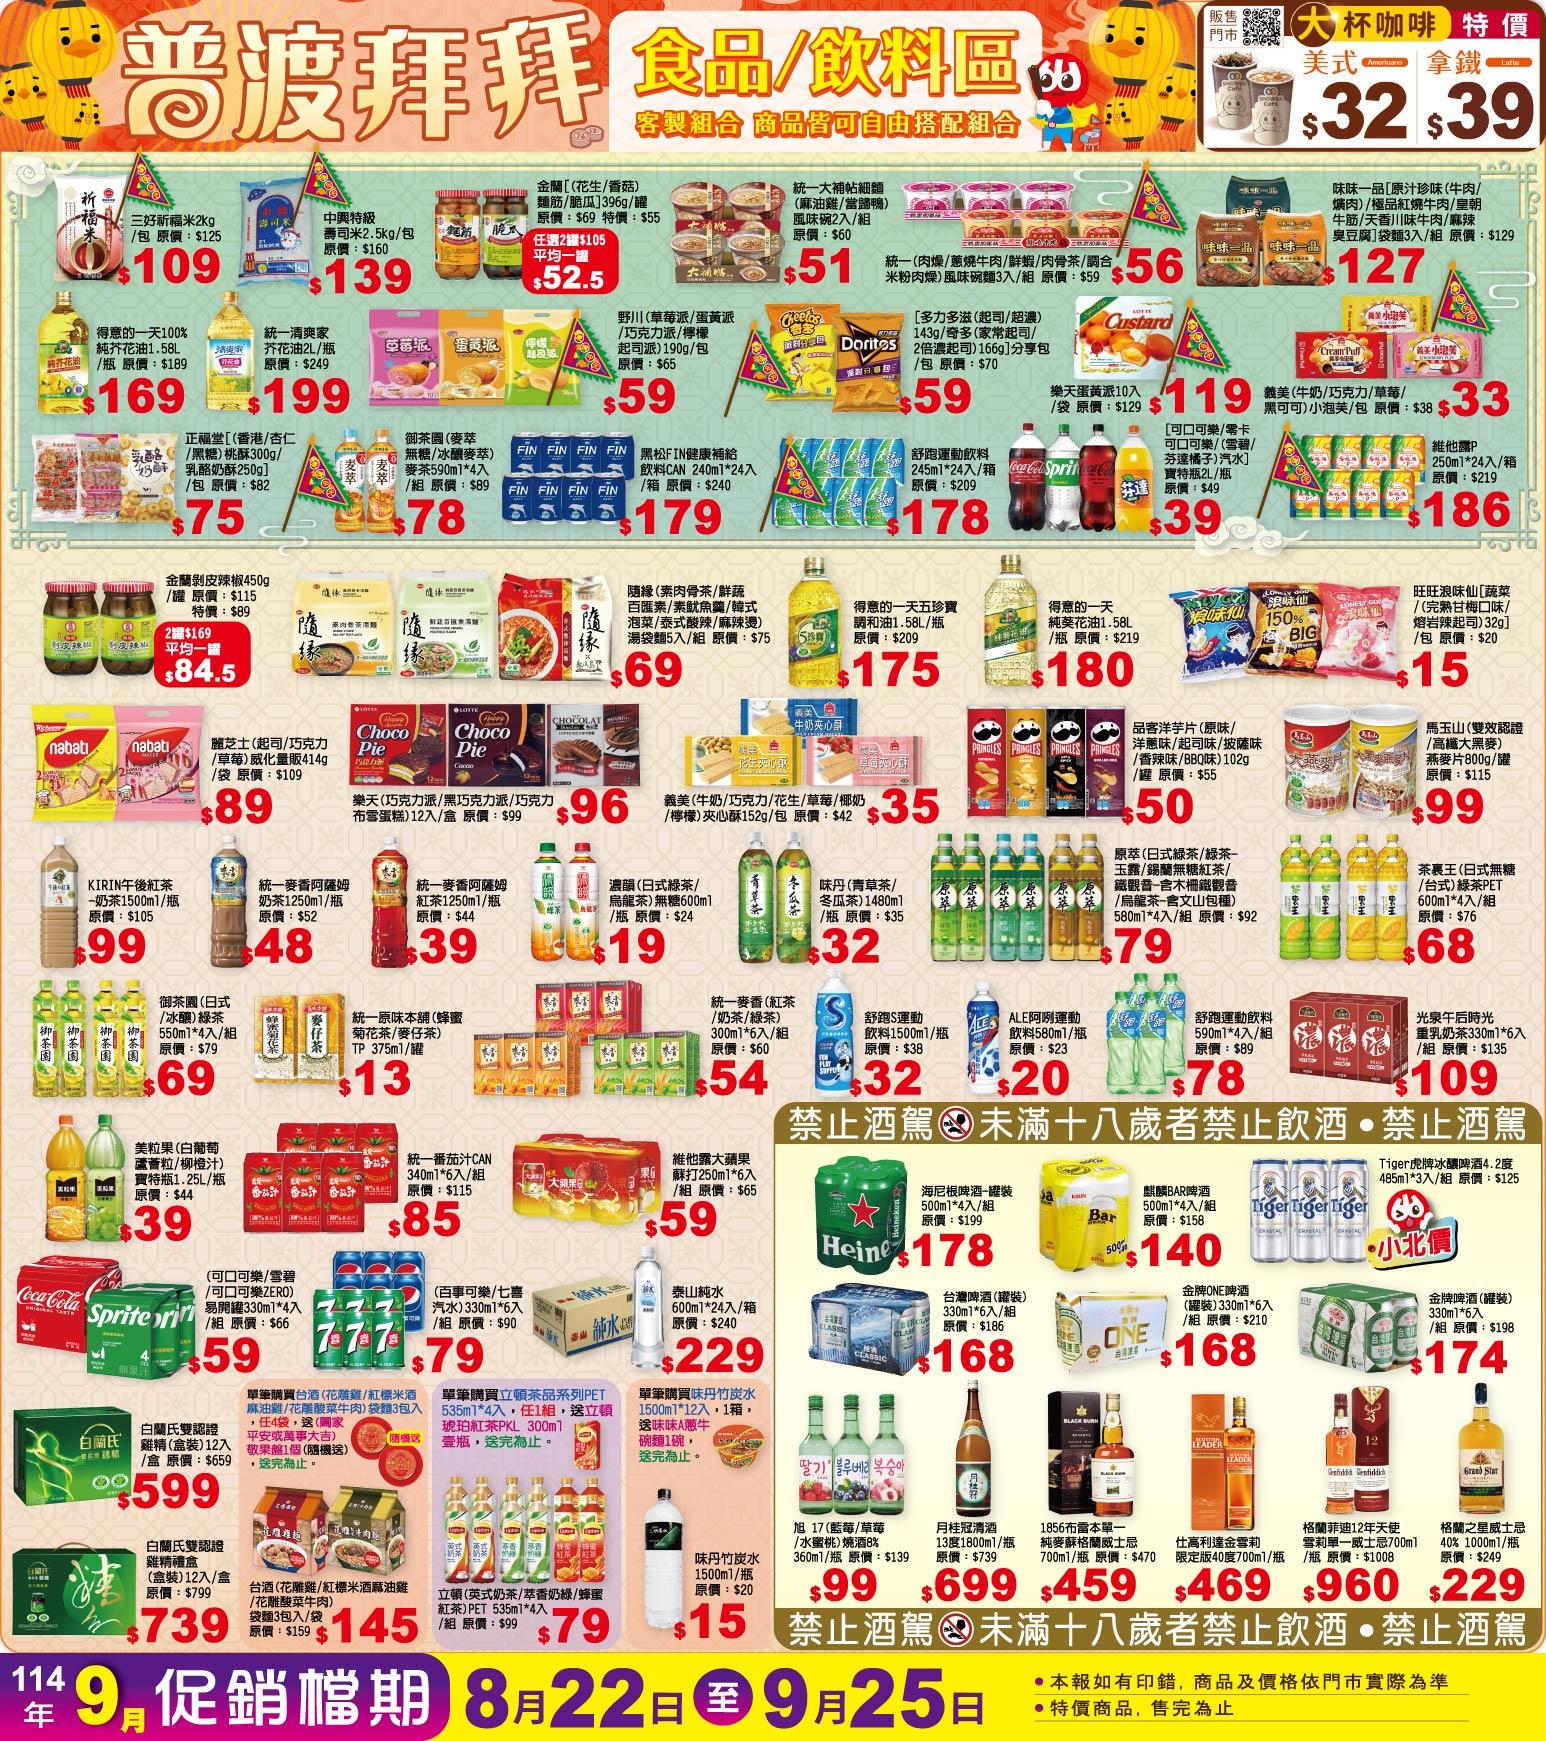 普渡拜拜
食品/飲料區
客製組合 商品皆可自由搭配組合
販售
門市
大杯咖啡 特價
美式 Americano
$32
拿鐵 Latte
$39
三好祈福米2kg
/包 原價：$125
$109
中興特級
壽司米2.5kg/包
原價：$160
$139
金蘭[(花生/香菇)
麵筋/脆瓜]396g/罐
原價：$69 特價：$55
任選2罐$105
平均一罐
$52.5
統一大補帖細麵
(麻油雞/當歸鴨)
風味碗2入/組
原價：$60
$51
統一(肉燥/蔥燒牛肉/鮮蝦/肉骨茶/調合
米粉肉燥)風味碗麵3入/組 原價：$59
$56
味味一品[原汁珍味(牛肉/
爌肉)/極品紅燒牛肉/皇朝
牛筋/天香川味牛肉/麻辣
臭豆腐]袋麵3入/組 原價：$129
$127
得意的一天100%
純芥花油1.58L
/瓶 原價：$189
$169
統一清爽家
芥花油2L/瓶
原價：$249
$199
野川(草莓派/蛋黃派
/巧克力派/檸檬
起司派)190g/包
原價：$65
$59
[多力多滋(起司/超濃)
143g/奇多(家常起司/
2倍濃起司)166g]分享包
/包 原價：$70
$59
樂天蛋黃派10入
/袋 原價：$129
$119
義美(牛奶/巧克力/草莓/
黑可可)小泡芙/包 原價：$38
$33
正福堂[(香港/杏仁
/黑糖)桃酥300g/
乳酪奶酥250g]
/包 原價：$82
$75
御茶園(麥萃
無糖/冰釀麥萃)
麥茶590ml*4入
/組 原價：$89
$78
黑松FIN健康補給
飲料CAN 240ml*24入
/箱 原價：$240
$179
舒跑運動飲料
245ml*24入/箱
原價：$209
$178
[可口可樂/零卡
可口可樂/(雪碧/
芬達橘子)汽水]
寶特瓶2L/瓶
原價：$49
$39
維他露P
250ml*24入/箱
原價：$219
$186
金蘭剝皮辣椒450g
/罐 原價：$115
特價：$89
2罐$169
平均一罐
$84.5
隨緣(素肉骨茶/鮮蔬
百匯素/素魷魚羹/韓式
泡菜/泰式酸辣/麻辣燙)
湯袋麵5入/組 原價：$75
$69
得意的一天五珍寶
調和油1.58L/瓶
原價：$209
$175
得意的一天
純葵花油1.58L
/瓶 原價：$219
$180
旺旺浪味仙[蔬菜
/(完熟甘梅口味/
熔岩辣起司)32g]
/包 原價：$20
$15
麗芝士(起司/巧克力
/草莓)威化量販414g
/袋 原價：$109
$89
樂天(巧克力派/黑巧克力派/巧克力
布雪蛋糕)12入/盒 原價：$99
$96
義美(牛奶/巧克力/花生/草莓/椰奶
/檸檬)夾心酥152g/包 原價：$42
$35
品客洋芋片(原味/
洋蔥味/起司味/披薩味
/香辣味/BBQ味)102g
/罐 原價：$55
$50
馬玉山(雙效認證
/高纖大黑麥)
燕麥片800g/罐
原價：$115
$99
KIRIN午後紅茶
-奶茶1500ml/瓶
原價：$105
$99
統一麥香阿薩姆
奶茶1250ml/瓶
原價：$52
$48
統一麥香阿薩姆
紅茶1250ml/瓶
原價：$44
$39
濃韻(日式綠茶/
烏龍茶)無糖600ml
/瓶 原價：$24
$19
味丹(青草茶/
冬瓜茶)1480ml
/瓶 原價：$35
$32
原萃(日式綠茶/綠茶-
玉露/錫蘭無糖紅茶/
鐵觀音-含木柵鐵觀音
/烏龍茶-含文山包種)
580ml*4入/組 原價：$92
$79
茶裏王(日式無糖
/台式)綠茶PET
600ml*4入/組
原價：$76
$68
御茶園(日式
/冰釀)綠茶
550ml*4入/組
原價：$79
$69
統一原味本舖(蜂蜜
菊花茶/麥仔茶)
TP 375ml/罐
$13
統一麥香(紅茶
/奶茶/綠茶)
300ml*6入/組
原價：$60
$54
舒跑S運動
飲料1500ml/瓶
原價：$38
$32
ALE阿咧運動
飲料580ml/瓶
原價：$23
$20
舒跑運動飲料
590ml*4入/組
原價：$89
$78
光泉午后時光
重乳奶茶330ml*6入
/組 原價：$135
$109
美粒果(白葡萄
蘆薈粒/柳橙汁)
寶特瓶1.25L/瓶
原價：$44
$39
統一番茄汁CAN
340ml*6入/組
原價：$115
$85
維他露大蘋果
蘇打250ml*6入
/組 原價：$65
$59
(可口可樂/雪碧
/可口可樂ZERO)
易開罐330ml*4入
/組 原價：$66
$59
(百事可樂/七喜
汽水)330ml*6入
/組 原價：$90
$79
泰山純水
600ml*24入/箱
原價：$240
$229
禁止酒駕 未滿十八歲者禁止飲酒•禁止酒駕
海尼根啤酒-罐裝
500ml*4入/組
原價：$199
$178
麒麟BAR啤酒
500ml*4入/組
原價：$158
$140
Tiger虎牌冰釀啤酒4.2度
485ml*3入/組 原價：$125
小北價
台灣啤酒(罐裝)
330ml*6入/組
原價：$186
$168
金牌ONE啤酒
(罐裝)330ml*6入
/組 原價：$210
$168
金牌啤酒(罐裝)
330ml*6入
/組 原價：$198
$174
白蘭氏雙認證
雞精(盒裝)12入
/盒 原價：$659
$599
白蘭氏雙認證
雞精禮盒
(盒裝)12入/盒
原價：$799
$739
單筆購買台酒(花雕雞/紅標米酒
麻油雞/花雕酸菜牛肉)袋麵3包入
，任4袋，送(闔家
平安或萬事大吉)
敬果盤1個(隨機送)
，送完為止。
隨機送
台酒(花雕雞/紅標米酒麻油雞
/花雕酸菜牛肉)
袋麵3包入/袋
原價：$159
$145
單筆購買立頓茶品系列PET
535ml*4入，任1組，送立頓
琥珀紅茶PKL 300ml
壹瓶，送完為止。
立頓(英式奶茶/萃香奶綠/蜂蜜
紅茶)PET 535ml*4入
/組 原價：$99
$79
單筆購買味丹竹炭水
1500ml*12入，1箱，
送味味A蔥牛
碗麵1碗，
送完為止。
味丹竹炭水
1500ml/瓶
原價：$20
$15
旭 17(藍莓/草莓
/水蜜桃)燒酒8%
360ml/瓶 原價：$139
$99
月桂冠清酒
13度1800ml/瓶
原價：$739
$699
1856布雷本單一
純麥蘇格蘭威士忌
700ml/瓶 原價：$470
$459
仕高利達金雪莉
限定版40度700ml/瓶
$469
格蘭菲迪12年天使
雪莉單一威士忌700ml
/瓶 原價：$1008
$960
格蘭之星威士忌
40% 1000ml/瓶
原價：$249
$229
禁止酒駕 未滿十八歲者禁止飲酒•禁止酒駕
114年 9月 促銷檔期
8月22日至9月25日
•本報如有印錯, 商品及價格依門市實際為準
•特價商品, 售完為止